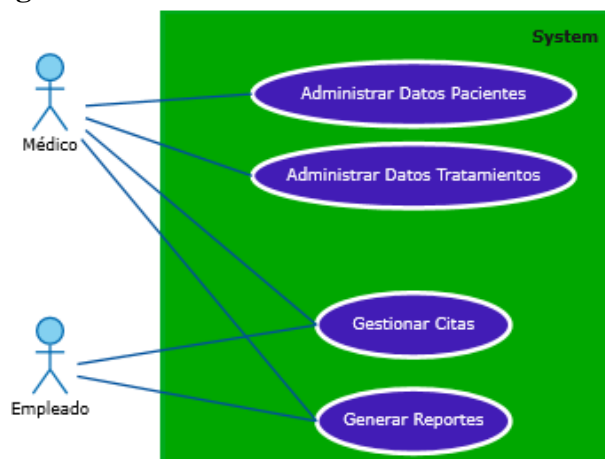 System
Administrar Datos Pacientes
Médico
Administrar Datos Tratamientos
Gestionar Citas
Empleado
Generar Reportes